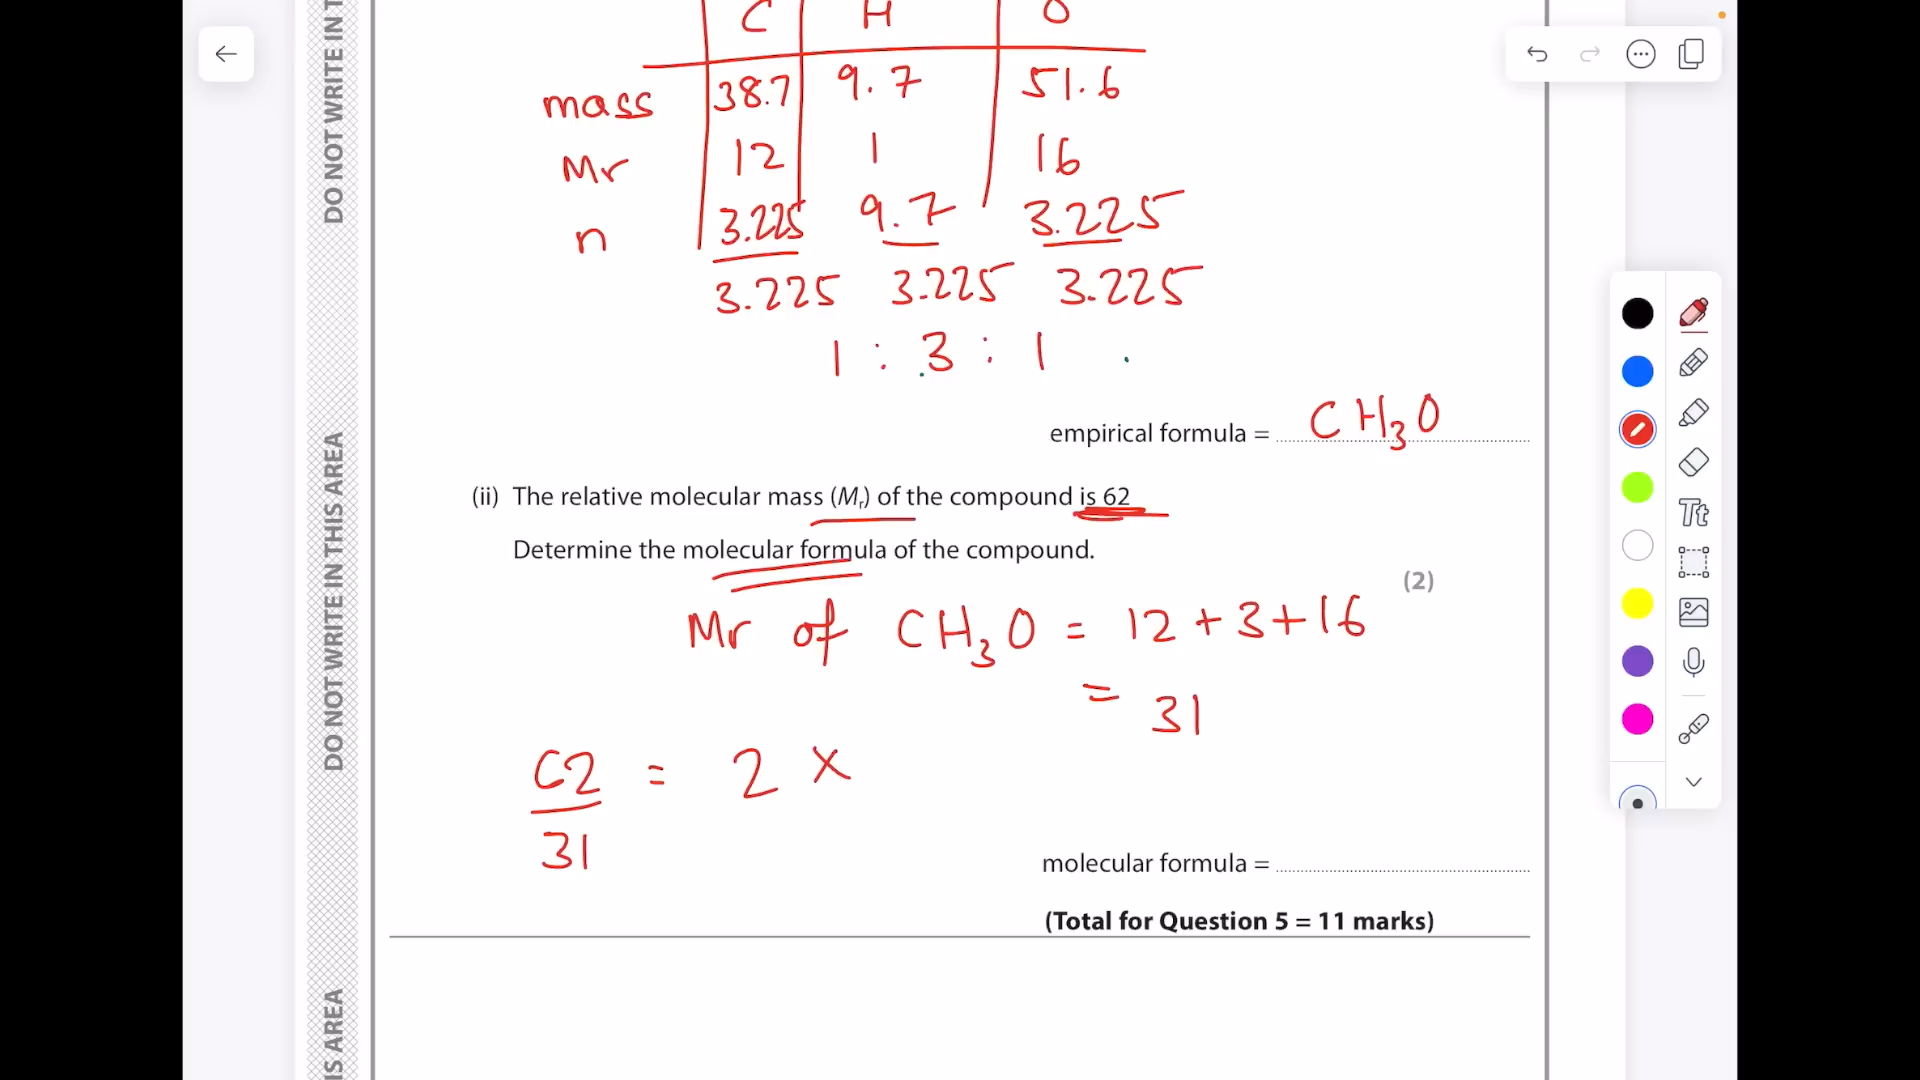 C H O
mass 38.7 9.7 51.6
Mr 12 1 16
n 3.225 9.7 3.225
3.225 3.225 3.225
1 : 3 : 1
empirical formula = CH3O
(ii) The relative molecular mass (Mr) of the compound is 62
Determine the molecular formula of the compound.
(2)
Mr of CH3O = 12 + 3 + 16
= 31
62 = 2 x
31
molecular formula =
(Total for Question 5 = 11 marks)
DO NOT WRITE IN T
DO NOT WRITE IN THIS AREA
IS AREA
Tt